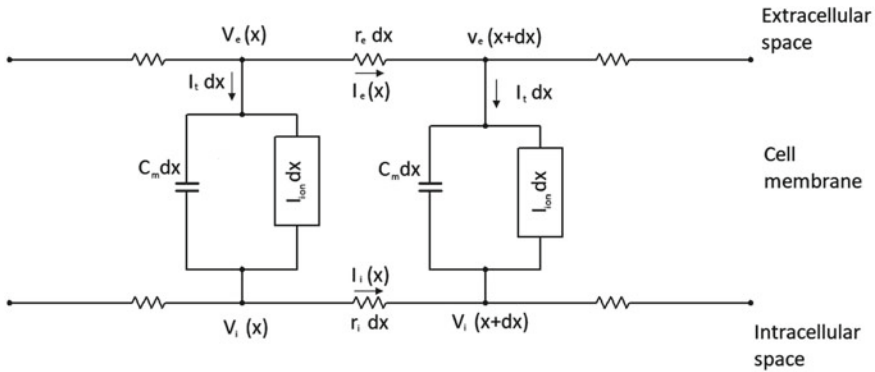 Extracellular
space
Vₑ(x)
rₑ dx
vₑ(x+dx)
Iₜ dx
Iₑ(x)
Iₜ dx
Cₘdx
Iᵢₒₙdx
Cₘdx
Iᵢₒₙdx
Cell
membrane
Iᵢ(x)
Vᵢ (x)
rᵢ dx
Vᵢ (x+dx)
Intracellular
space